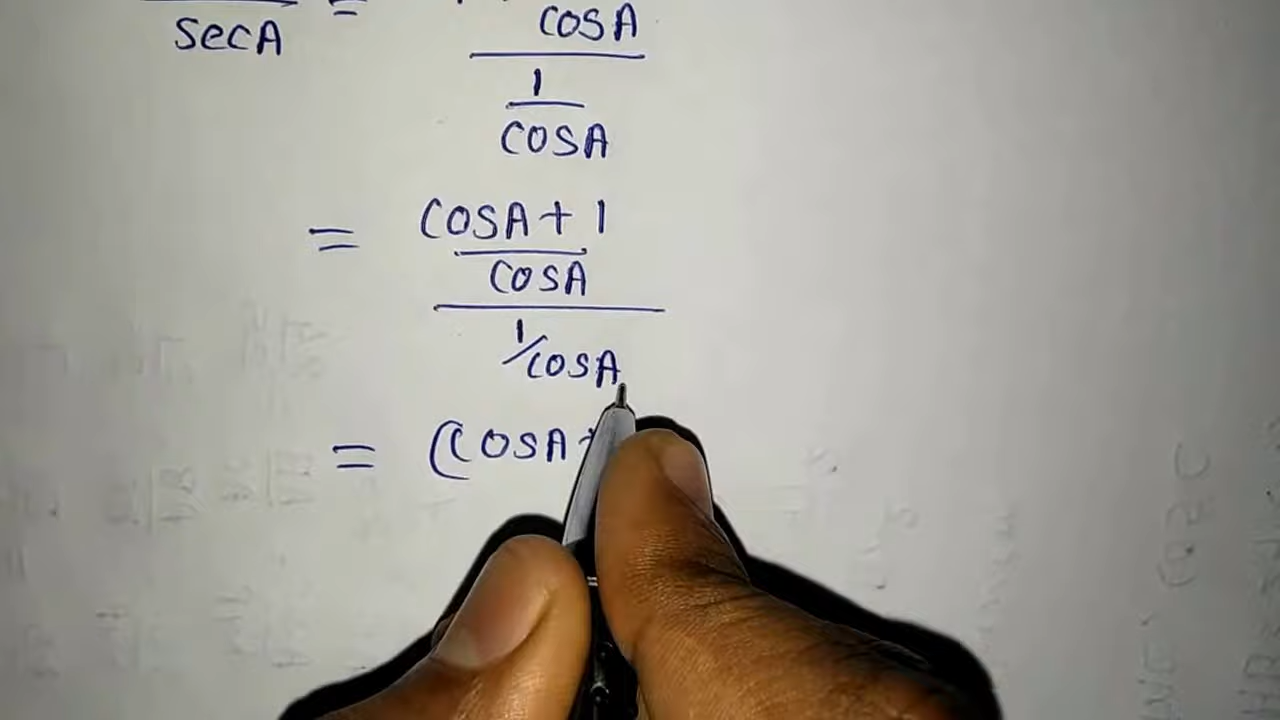 secA = cosA
1
cosA
= cosA + 1
cosA
1/cosA
= (cosA +